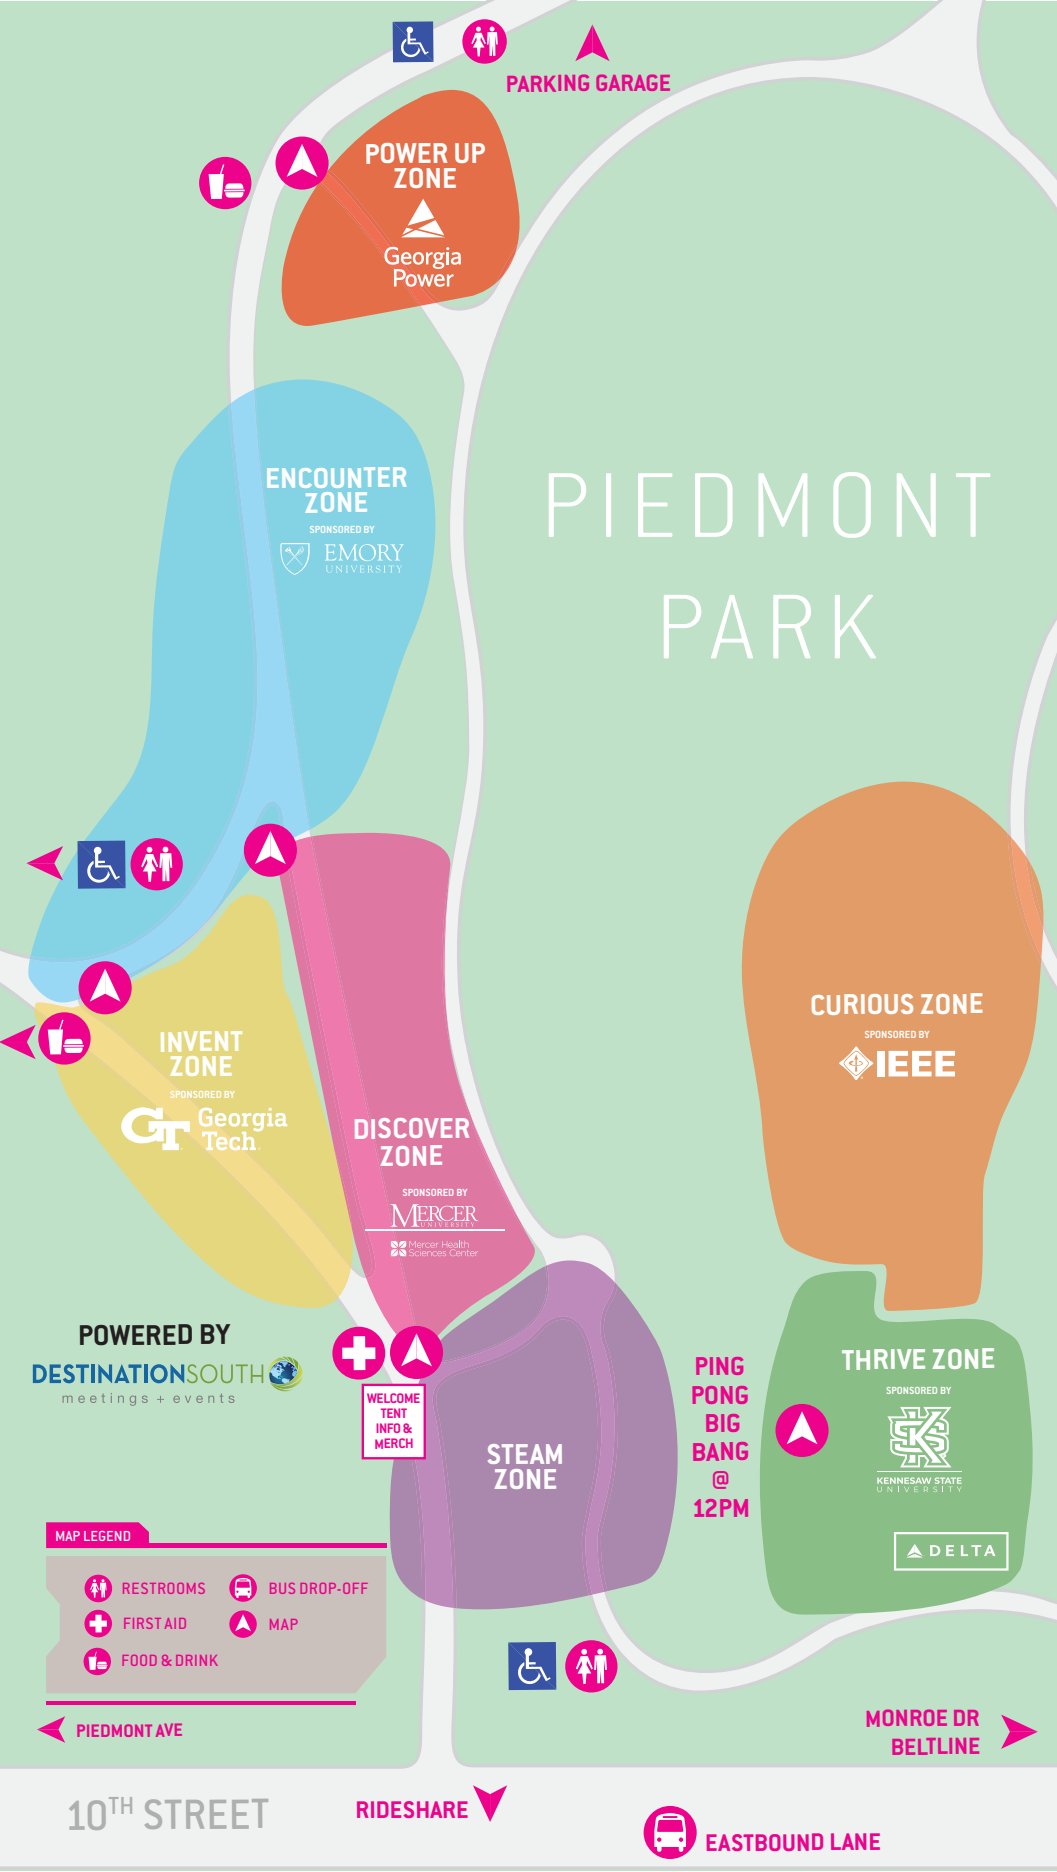 PARKING GARAGE
POWER UP
ZONE
Georgia
Power
ENCOUNTER
ZONE
SPONSORED BY
EMORY
UNIVERSITY
PIEDMONT
PARK
CURIOUS ZONE
SPONSORED BY
IEEE
INVENT
ZONE
SPONSORED BY
GT Georgia
Tech
DISCOVER
ZONE
SPONSORED BY
MERCER
UNIVERSITY
Mercer Health
Sciences Center
POWERED BY
DESTINATIONSOUTH
meetings + events
WELCOME
TENT
INFO &
MERCH
STEAM
ZONE
PING
PONG
BIG
BANG
@
12PM
THRIVE ZONE
SPONSORED BY
KS
KENNESAW STATE
UNIVERSITY
DELTA
MAP LEGEND
RESTROOMS
BUS DROP-OFF
FIRST AID
MAP
FOOD & DRINK
PIEDMONT AVE
MONROE DR
BELTLINE
10TH STREET
RIDESHARE
EASTBOUND LANE